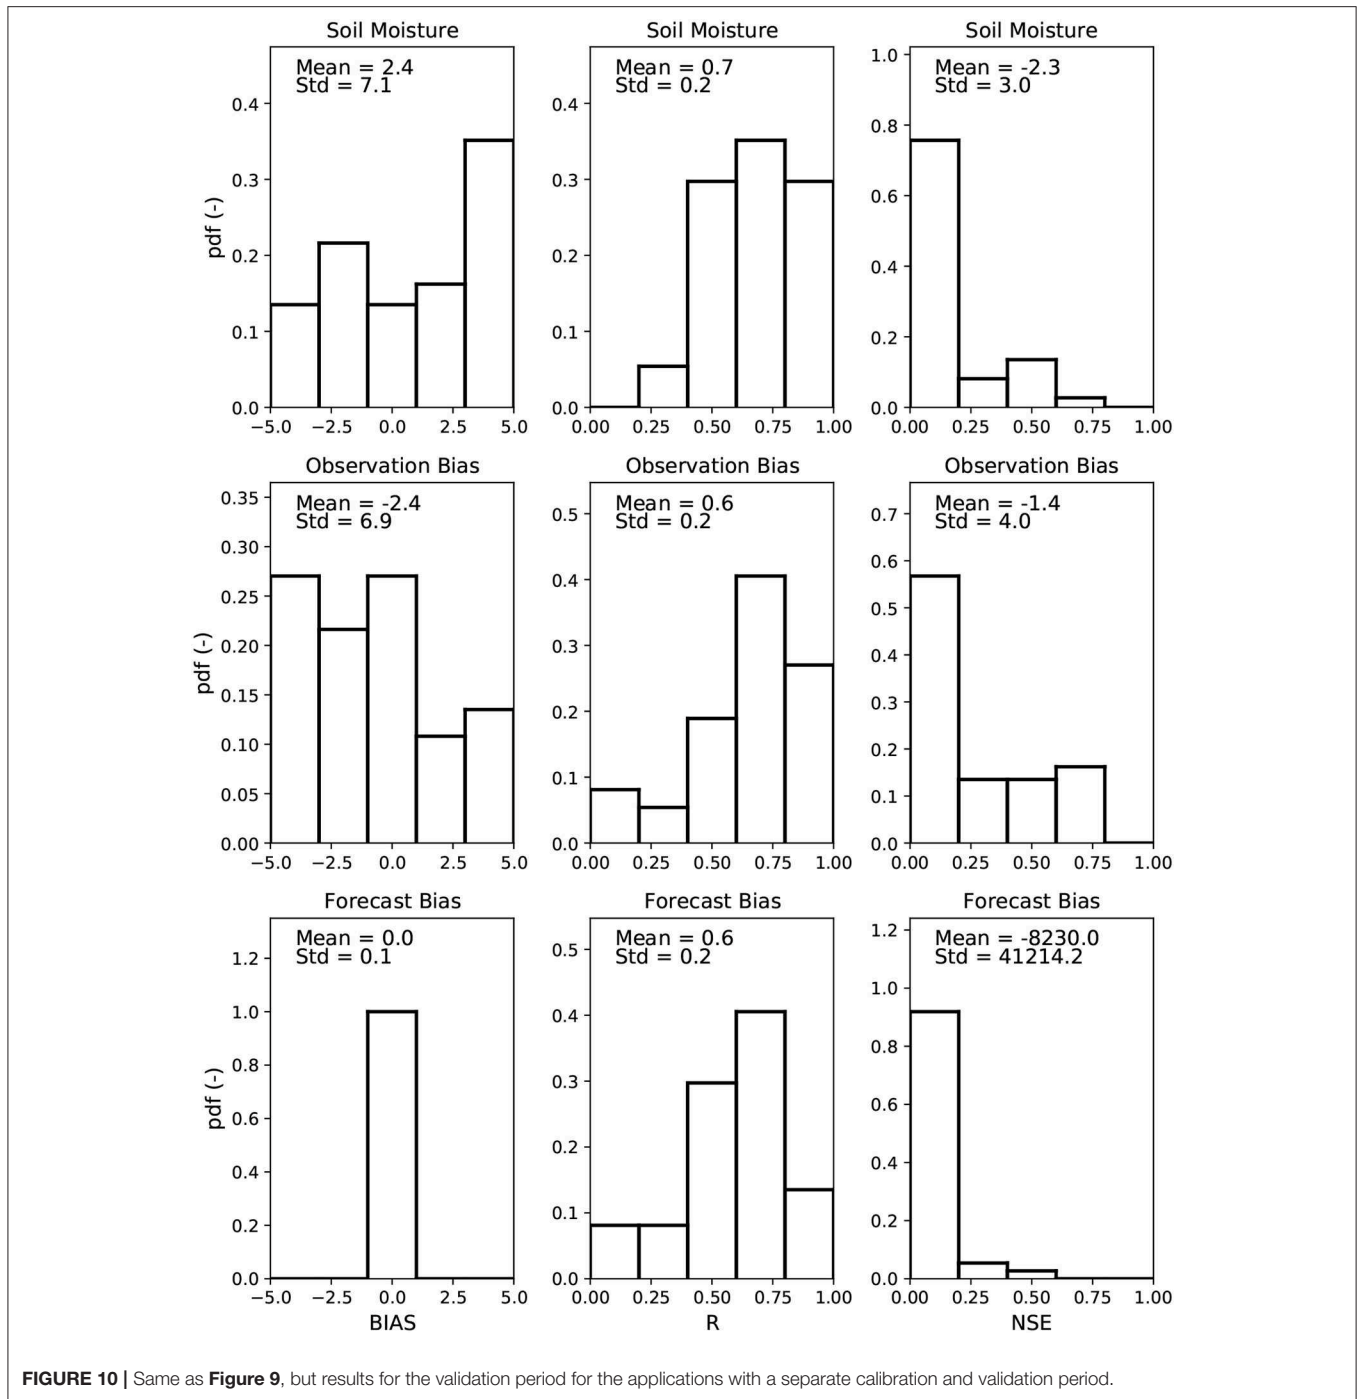 Soil Moisture
Mean = 2.4
Std = 7.1
pdf (-)
0.4
0.3
0.2
0.1
0.0
−5.0 −2.5 0.0 2.5 5.0
Soil Moisture
Mean = 0.7
Std = 0.2
0.4
0.3
0.2
0.1
0.0
0.00 0.25 0.50 0.75 1.00
Soil Moisture
Mean = -2.3
Std = 3.0
1.0
0.8
0.6
0.4
0.2
0.0
0.00 0.25 0.50 0.75 1.00
Observation Bias
Mean = -2.4
Std = 6.9
pdf (-)
0.35
0.30
0.25
0.20
0.15
0.10
0.05
0.00
−5.0 −2.5 0.0 2.5 5.0
Observation Bias
Mean = 0.6
Std = 0.2
0.5
0.4
0.3
0.2
0.1
0.0
0.00 0.25 0.50 0.75 1.00
Observation Bias
Mean = -1.4
Std = 4.0
0.7
0.6
0.5
0.4
0.3
0.2
0.1
0.0
0.00 0.25 0.50 0.75 1.00
Forecast Bias
Mean = 0.0
Std = 0.1
pdf (-)
1.2
1.0
0.8
0.6
0.4
0.2
0.0
−5.0 −2.5 0.0 2.5 5.0
BIAS
Forecast Bias
Mean = 0.6
Std = 0.2
0.5
0.4
0.3
0.2
0.1
0.0
0.00 0.25 0.50 0.75 1.00
R
Forecast Bias
Mean = -8230.0
Std = 41214.2
1.2
1.0
0.8
0.6
0.4
0.2
0.0
0.00 0.25 0.50 0.75 1.00
NSE
FIGURE 10 | Same as Figure 9, but results for the validation period for the applications with a separate calibration and validation period.